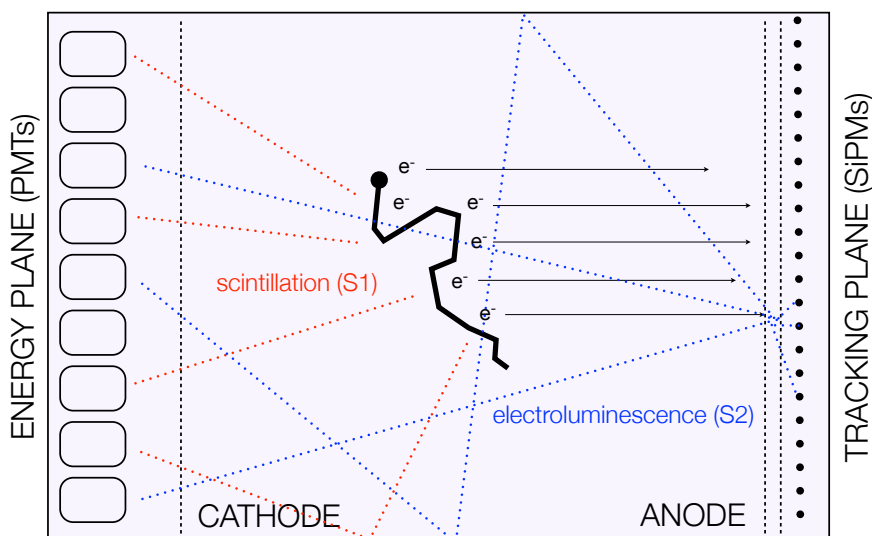 ENERGY PLANE (PMTs)
e-
e-
e-
e-
e-
e-
scintillation (S1)
electroluminescence (S2)
CATHODE
ANODE
TRACKING PLANE (SiPMs)